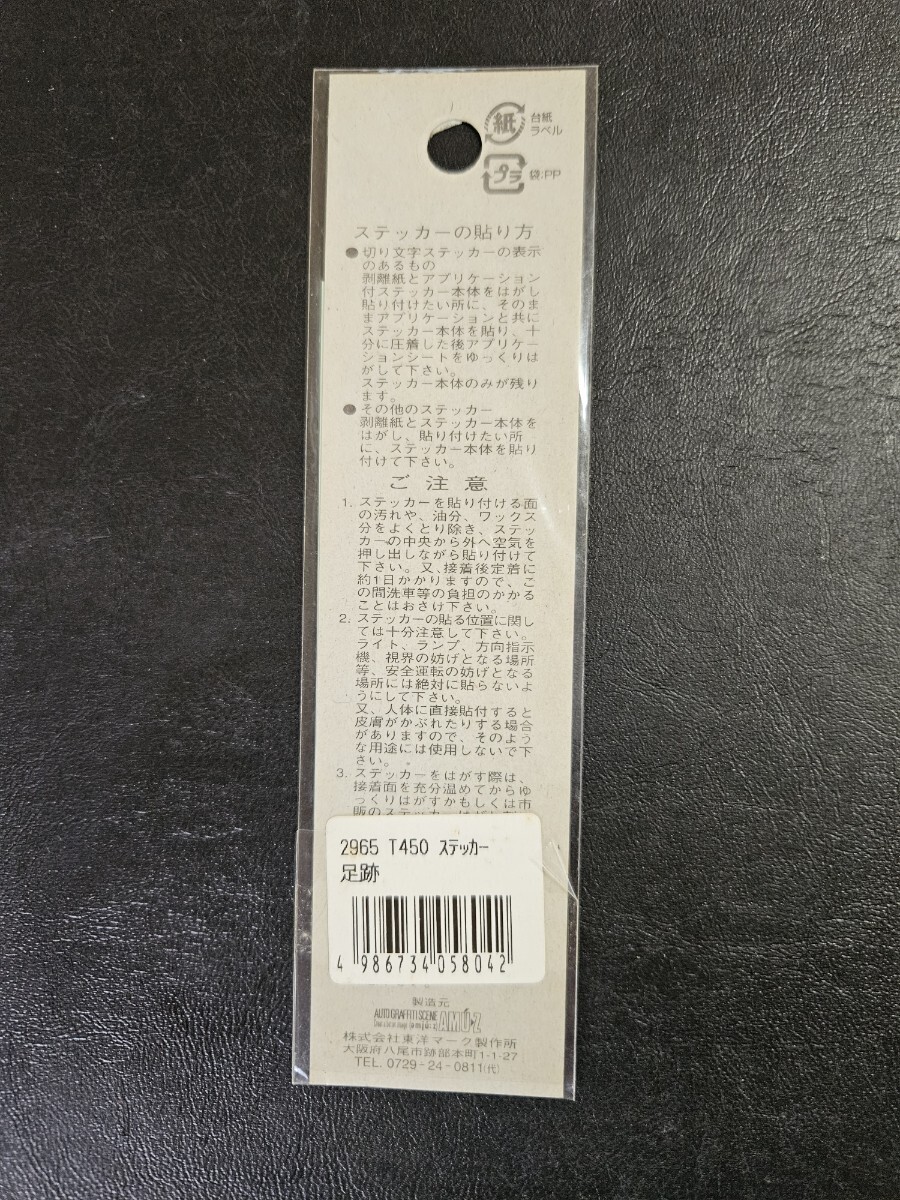 紙
台紙
ラベル
プラ
袋:PP
ステッカーの貼り方
●切り文字ステッカーの表示
のあるもの
剥離紙とアプリケーション
付ステッカー本体をはがし
貼り付けたい所に、そのま
まアプリケーションと共に
ステッカー本体を貼り、十
分に圧着した後アプリケー
ションシートをゆっくりは
がして下さい。
ステッカー本体のみが残り
ます。
●その他のステッカー
剥離紙とステッカー本体を
はがし、貼り付けたい所
に、ステッカー本体を貼り
付けて下さい。
ご注意
1. ステッカーを貼り付ける面
の汚れや、油分、ワックス
分をよくとり除き、ステッ
カーの中央から外へ空気を
押し出しながら貼り付けて
下さい。又、接着後定着に
約1日かかりますので、こ
の間洗車等の負担のかかる
ことはおさけ下さい。
2. ステッカーの貼る位置に関し
ては十分注意して下さい。
ライト、ランプ、方向指示
機、視界の妨げとなる場所
等、安全運転の妨げとなる
場所には絶対に貼らないよ
うにして下さい。
又、人体に直接貼付すると
皮膚がかぶれたりする場合
がありますので、そのよう
な用途には使用しないで下
さい。
3. ステッカーをはがす際は、
接着面を充分温めてからゆ
っくりはがすかもしくは市
販のステッカー
2965 T450 ステッカー
足跡
4 986734 058042
製造元
AUTO GRAFFITI SCENE
AMU-Z
株式会社東洋マーク製作所
大阪府八尾市跡部本町1-1-27
TEL. 0729-24-0811(代)